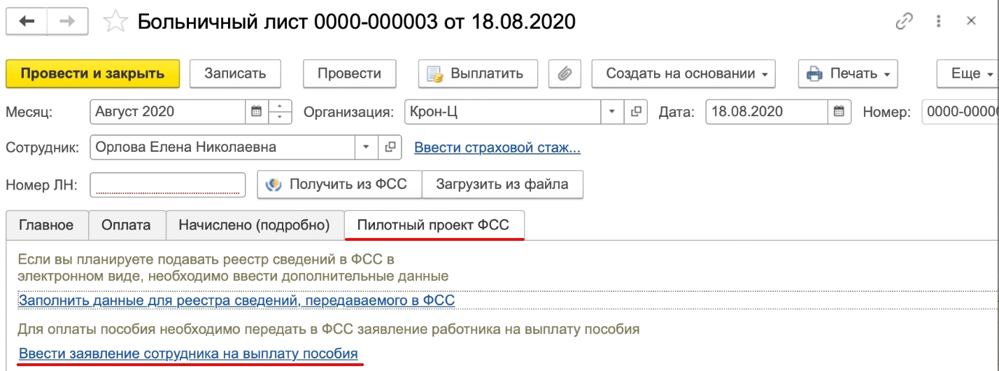 Больничный лист 0000-000003 от 18.08.2020
Провести и закрыть Записать Провести Выплатить Создать на основании Печать Еще
Месяц: Август 2020 Организация: Крон-Ц Дата: 18.08.2020 Номер: 0000-0000
Сотрудник: Орлова Елена Николаевна Ввести страховой стаж...
Номер ЛН: Получить из ФСС Загрузить из файла
Главное Оплата Начислено (подробно) Пилотный проект ФСС
Если вы планируете подавать реестр сведений в ФСС в
электронном виде, необходимо ввести дополнительные данные
Заполнить данные для реестра сведений, передаваемого в ФСС
Для оплаты пособия необходимо передать в ФСС заявление работника на выплату пособия
Ввести заявление сотрудника на выплату пособия